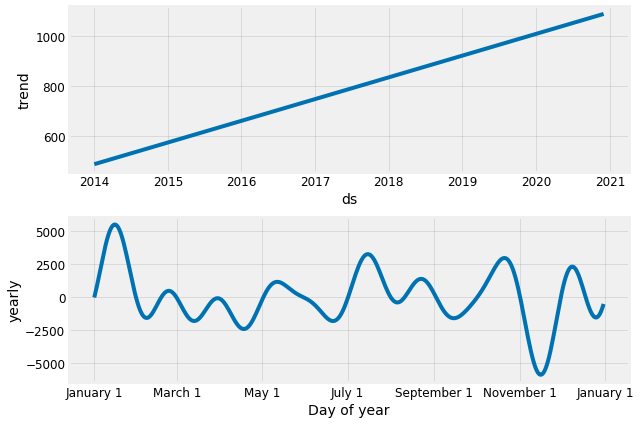 1000
800
600
trend
2014 2015 2016 2017 2018 2019 2020 2021
ds
5000
2500
0
−2500
−5000
yearly
January 1 March 1 May 1 July 1 September 1 November 1 January 1
Day of year